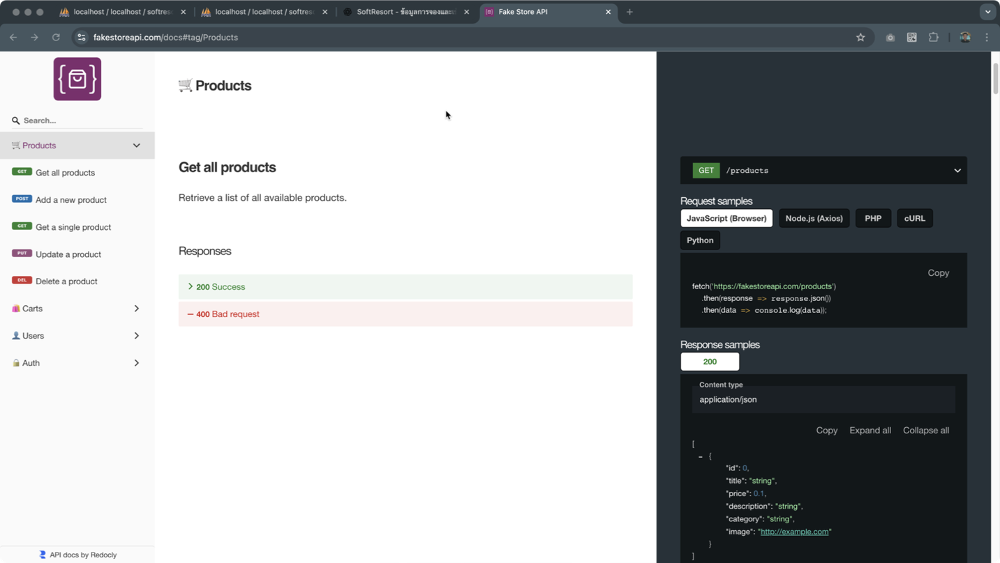 localhost / localhost / softres
localhost / localhost / softres
SoftResort - ข้อมูลการจองและเ
Fake Store API
fakestoreapi.com/docs#tag/Products
Search...
Products
GET Get all products
POST Add a new product
GET Get a single product
PUT Update a product
DEL Delete a product
Carts
Users
Auth
API docs by Redocly
Products
Get all products
Retrieve a list of all available products.
Responses
200 Success
400 Bad request
GET /products
Request samples
JavaScript (Browser) Node.js (Axios) PHP cURL
Python
Copy
fetch('https://fakestoreapi.com/products')
.then(response => response.json())
.then(data => console.log(data));
Response samples
200
Content type
application/json
Copy Expand all Collapse all
[
- {
"id": 0,
"title": "string",
"price": 0.1,
"description": "string",
"category": "string",
"image": "http://example.com"
}
]